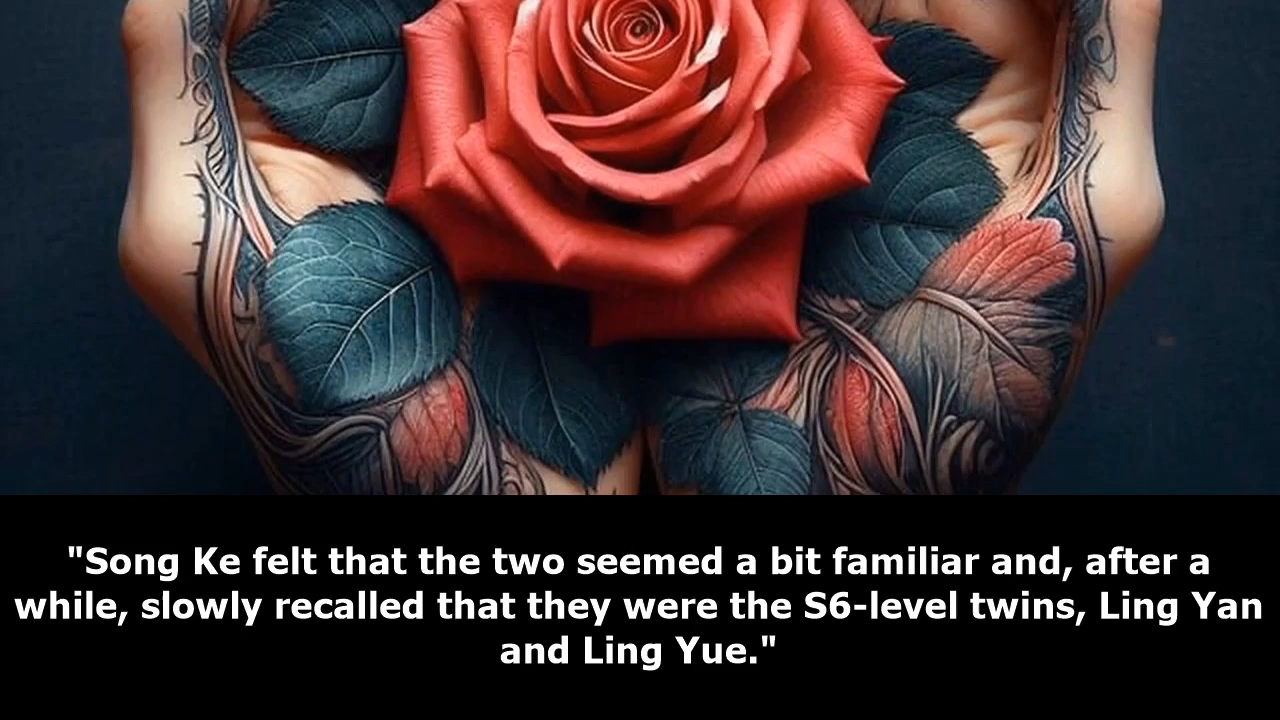 "Song Ke felt that the two seemed a bit familiar and, after a
while, slowly recalled that they were the S6-level twins, Ling Yan
and Ling Yue."